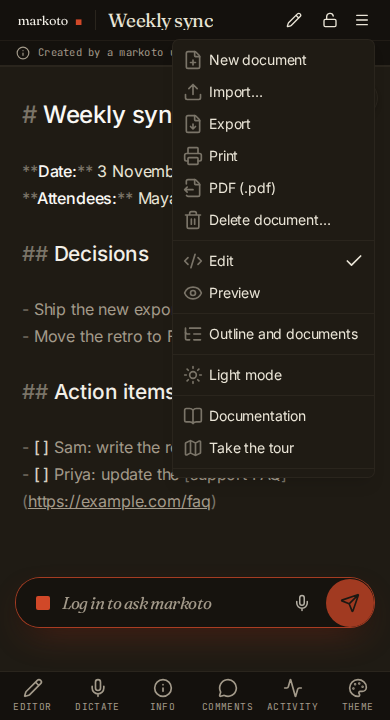 markoto
Weekly sync
Created by a markoto
New document
Import...
Export
Print
PDF (.pdf)
Delete document...
Edit
Preview
Outline and documents
Light mode
Documentation
Take the tour
# Weekly syn
**Date:** 3 Novemb
**Attendees:** Maya
## Decisions
- Ship the new expo
- Move the retro to F
## Action items
- [ ] Sam: write the re
- [ ] Priya: update the [support FAQ]
(https://example.com/faq)
Log in to ask markoto
EDITOR
DICTATE
INFO
COMMENTS
ACTIVITY
THEME